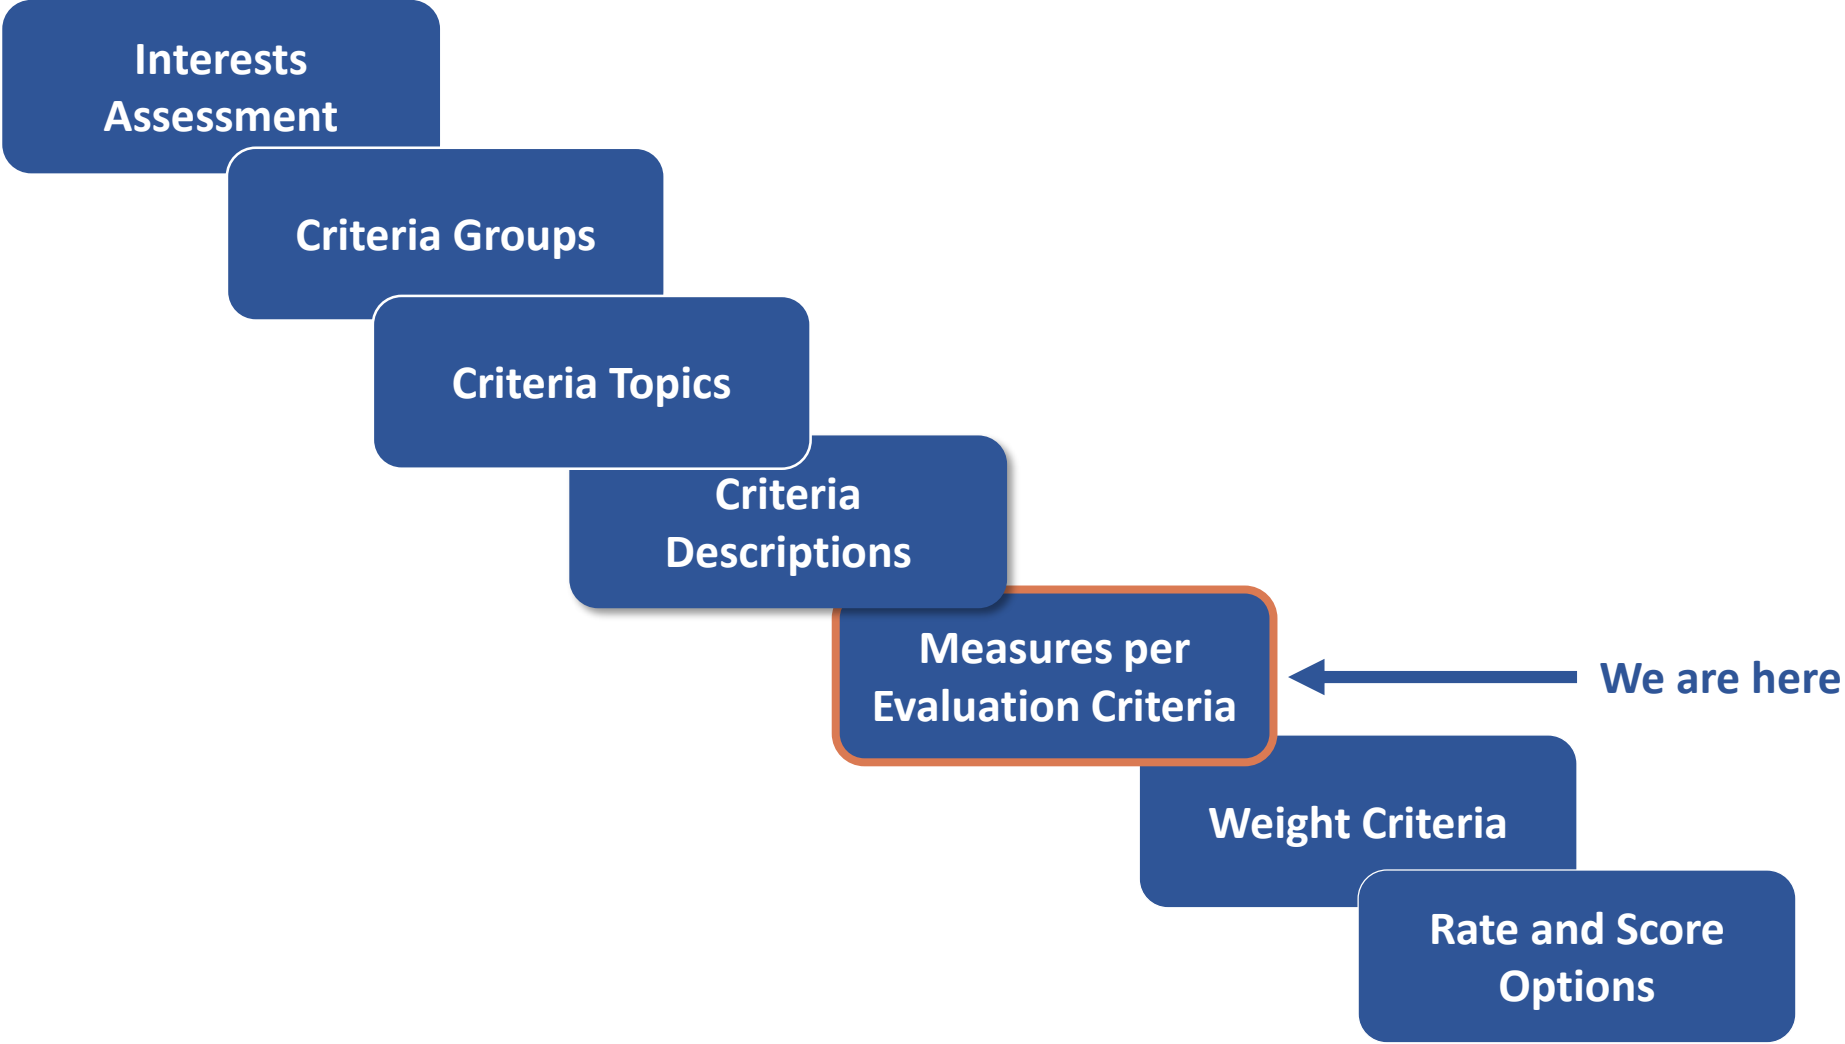 Interests
Assessment
Criteria Groups
Criteria Topics
Criteria
Descriptions
Measures per
Evaluation Criteria
We are here
Weight Criteria
Rate and Score
Options